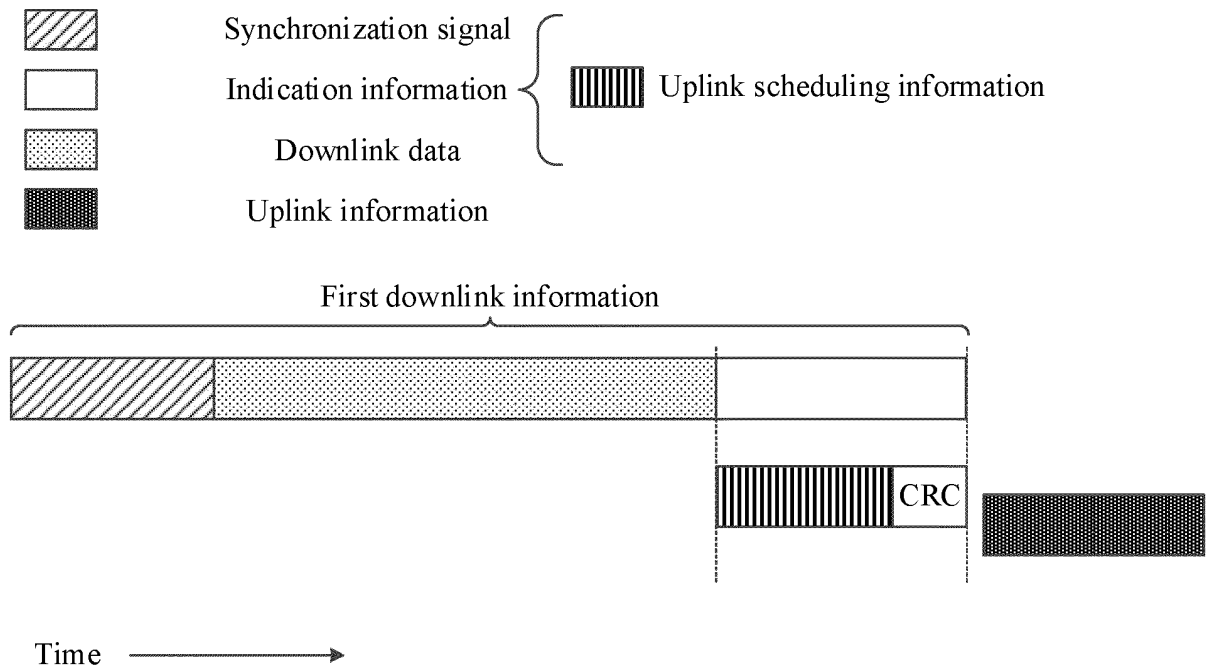 Synchronization signal
Indication information
Uplink scheduling information
Downlink data
Uplink information
First downlink information
CRC
Time